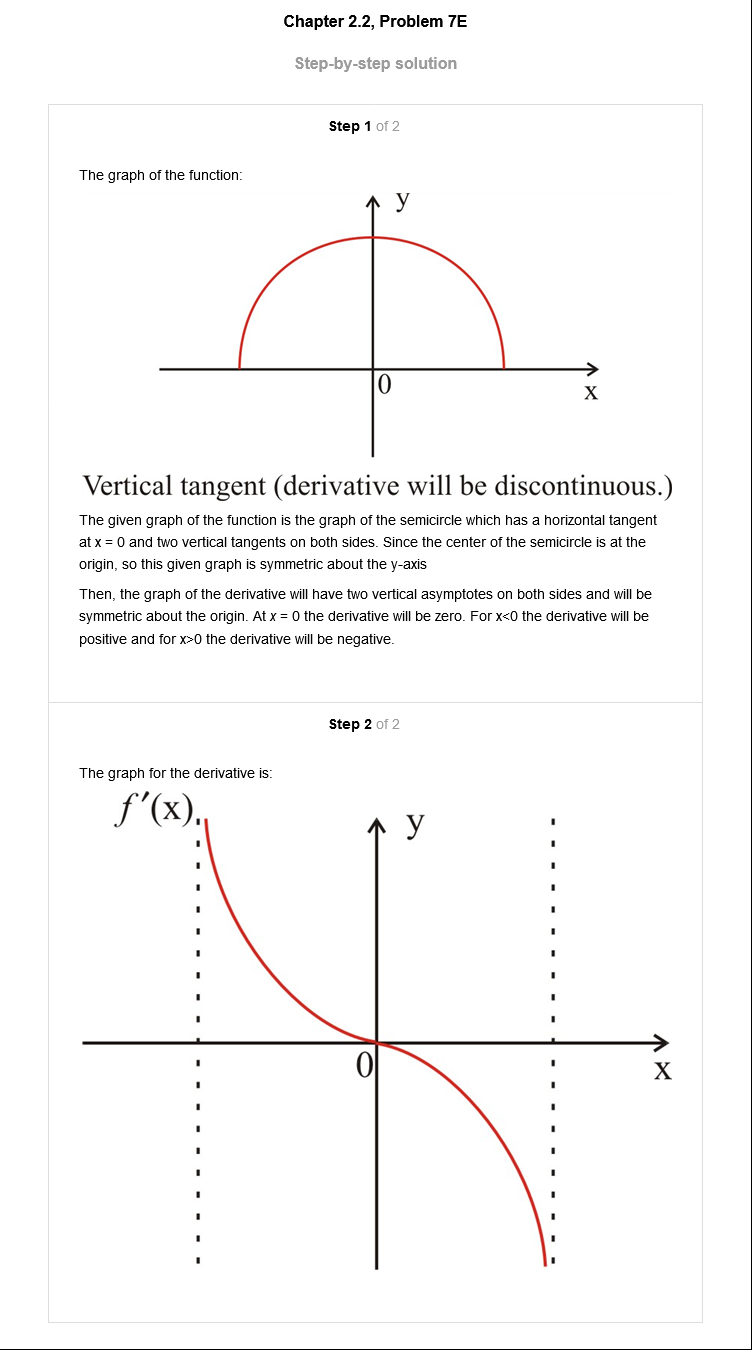 Chapter 2.2, Problem 7E
Step-by-step solution
Step 1 of 2
The graph of the function:
y
0
x
Vertical tangent (derivative will be discontinuous.)
The given graph of the function is the graph of the semicircle which has a horizontal tangent
at x = 0 and two vertical tangents on both sides. Since the center of the semicircle is at the
origin, so this given graph is symmetric about the y-axis
Then, the graph of the derivative will have two vertical asymptotes on both sides and will be
symmetric about the origin. At x = 0 the derivative will be zero. For x<0 the derivative will be
positive and for x>0 the derivative will be negative.
Step 2 of 2
The graph for the derivative is:
f′(x)
y
0
x